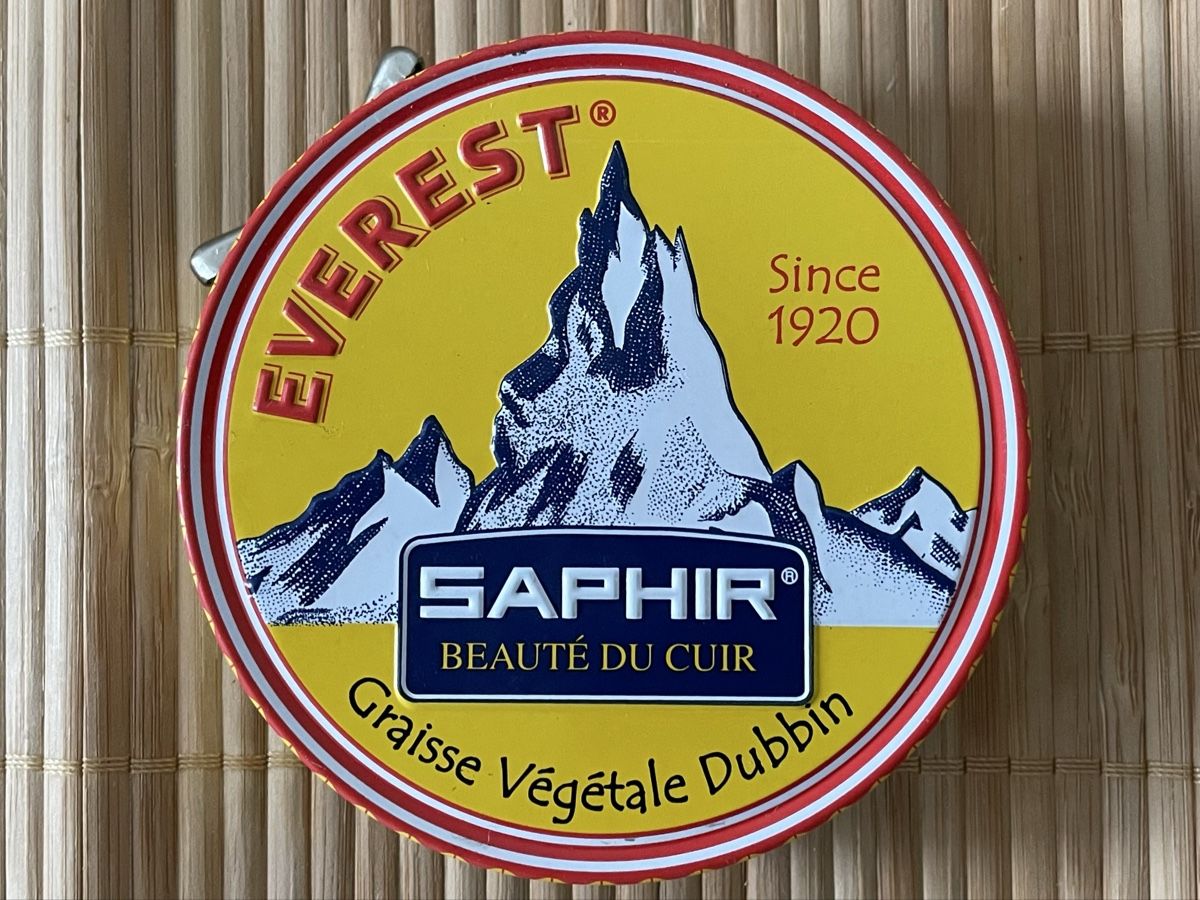 EVEREST®
Since
1920
SAPHIR®
BEAUTÉ DU CUIR
Graisse Végétale Dubbin